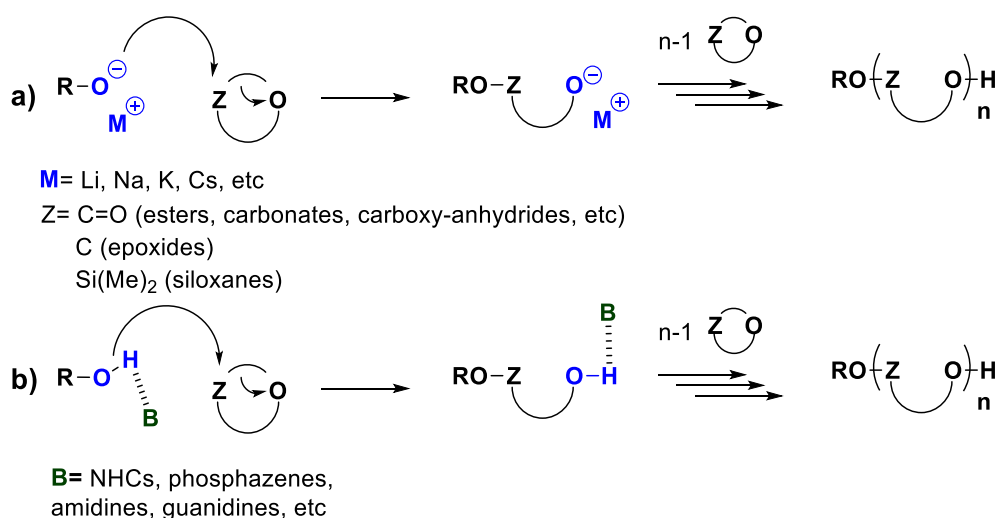 n-1 Z O
a) R-O⊖ M⊕ Z O RO-Z O⊖ M⊕ RO(Z O)-H n
M= Li, Na, K, Cs, etc
Z= C=O (esters, carbonates, carboxy-anhydrides, etc)
C (epoxides)
Si(Me)₂ (siloxanes)
B n-1 Z O
b) R-O-H B Z O RO-Z O-H RO(Z O)-H n
B= NHCs, phosphazenes,
amidines, guanidines, etc